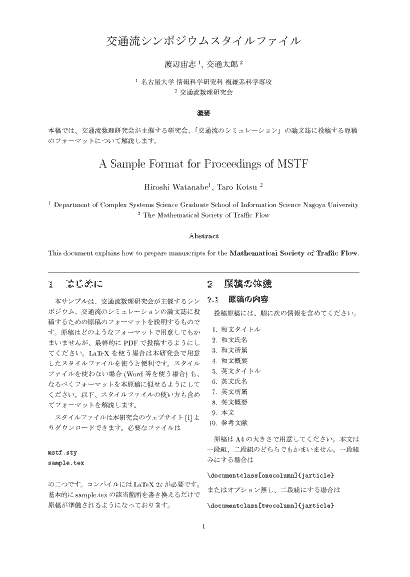 交通流シンポジウムスタイルファイル
渡辺宙志 1, 交通太郎 2
1 名古屋大学 情報科学研究科 複雑系科学専攻
2 交通流数理研究会
概要
本稿では、交通流数理研究会が主催する研究会、「交通流のシミュレーション」の論文誌に投稿する原稿
のフォーマットについて解説します。
A Sample Format for Proceedings of MSTF
Hiroshi Watanabe1, Taro Kotsu 2
1 Department of Complex Systems Science Graduate School of Information Science Nagoya University
2 The Mathematical Society of Traffic Flow
Abstract
This document explains how to prepare manuscripts for the Mathematical Society of Traffic Flow.
1 はじめに
本サンプルは、交通流数理研究会が主催するシン
ポジウム、交通流のシミュレーションの論文誌に投
稿するための原稿のフォーマットを説明するもので
す。原稿はどのようなフォーマットで用意してもか
まいませんが、最終的に PDF で投稿するようにし
てください。LaTeX を使う場合は本研究会で用意
したスタイルファイルを使うと便利です。スタイル
ファイルを使わない場合 (Word 等を使う場合) も、
なるべくフォーマットを本原稿に似せるようにして
ください。以下、スタイルファイルの使い方も含め
てフォーマットを解説します。
スタイルファイルは本研究会のウェブサイト[1]よ
りダウンロードできます。必要なファイルは
mstf.sty
sample.tex
の二つです。コンパイルには LaTeX 2ε が必要です。
基本的に sample.tex の該当箇所を書き換えるだけで
原稿が準備されるようになっております。
2 原稿の体裁
2.1 原稿の内容
投稿原稿には、順に次の情報を含めてください。
1. 和文タイトル
2. 和文氏名
3. 和文所属
4. 和文概要
5. 英文タイトル
6. 英文氏名
7. 英文所属
8. 英文概要
9. 本文
10. 参考文献
原稿は A4 の大きさで用意してください。本文は
一段組、二段組のどちらでもかまいません。一段組
みにする場合は
\documentclass[onecolumn]{jarticle}
またはオプション無し、二段組にする場合は
\documentclass[twocolumn]{jarticle}
1